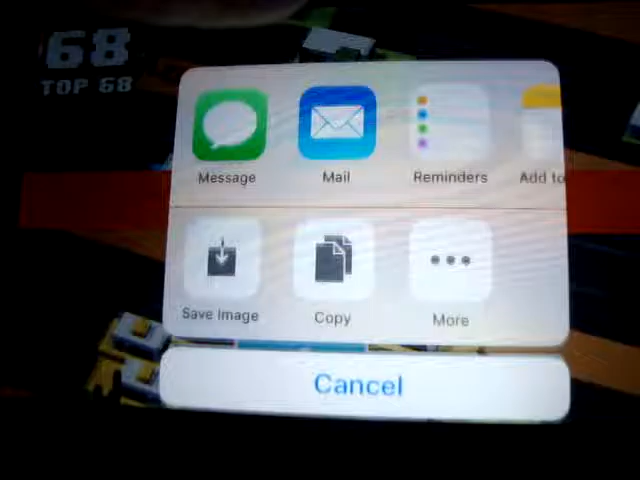 68
TOP 68
Message
Mail
Reminders
Add to
Save Image
Copy
More
Cancel